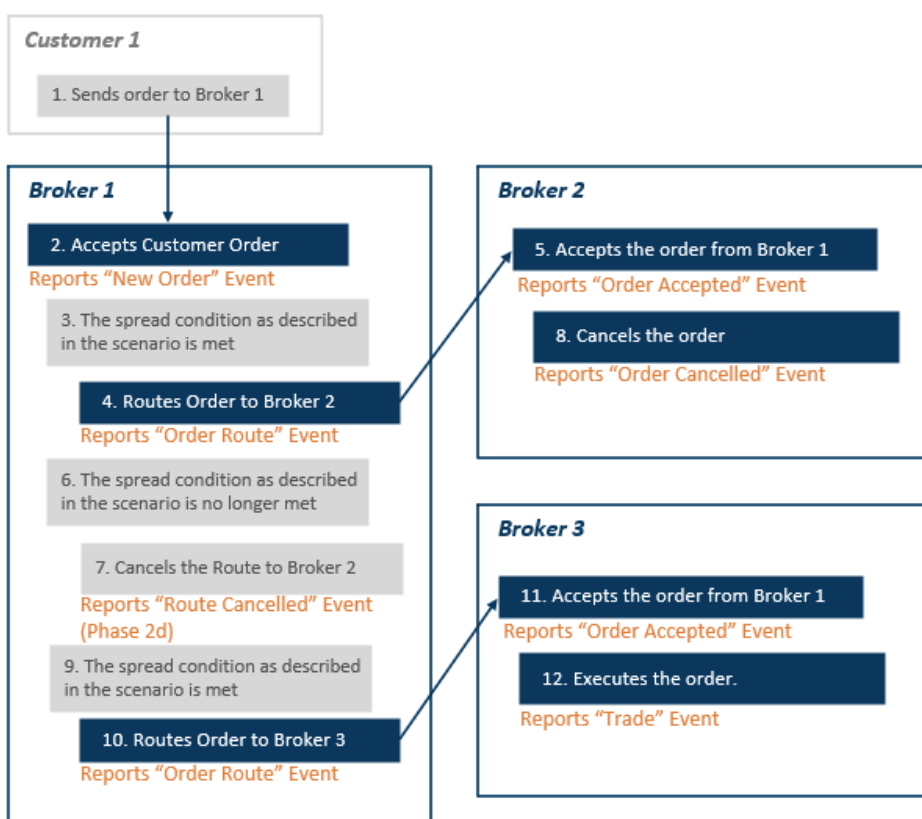 Customer 1
1. Sends order to Broker 1
Broker 1
2. Accepts Customer Order
Reports “New Order” Event
3. The spread condition as described
in the scenario is met
4. Routes Order to Broker 2
Reports “Order Route” Event
6. The spread condition as described
in the scenario is no longer met
7. Cancels the Route to Broker 2
Reports “Route Cancelled” Event
(Phase 2d)
9. The spread condition as described
in the scenario is met
10. Routes Order to Broker 3
Reports “Order Route” Event
Broker 2
5. Accepts the order from Broker 1
Reports “Order Accepted” Event
8. Cancels the order
Reports “Order Cancelled” Event
Broker 3
11. Accepts the order from Broker 1
Reports “Order Accepted” Event
12. Executes the order.
Reports “Trade” Event